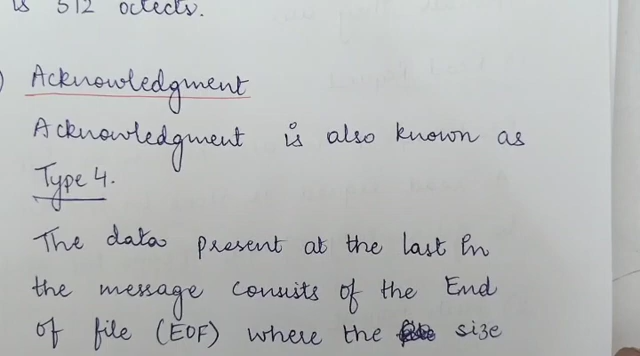 is 512 octects.
) Acknowledgment
Acknowledgment is also known as
Type 4.
The data present at the last in
the message consists of the End
of file (EOF) where the size